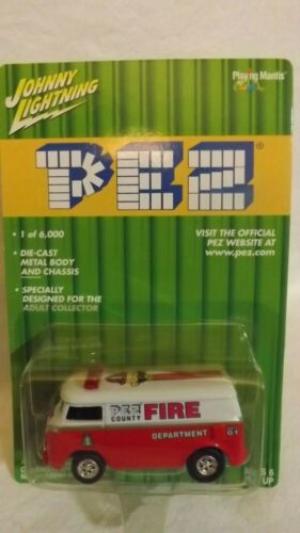 JOHNNY
LIGHTNING
Playing Mantis
PEZ®
• 1 of 6,000
• DIE-CAST
METAL BODY
AND CHASSIS
• SPECIALLY
DESIGNED FOR THE
ADULT COLLECTOR
VISIT THE OFFICIAL
PEZ WEBSITE AT
www.pez.com
PEZ
COUNTY
FIRE
DEPARTMENT
UP